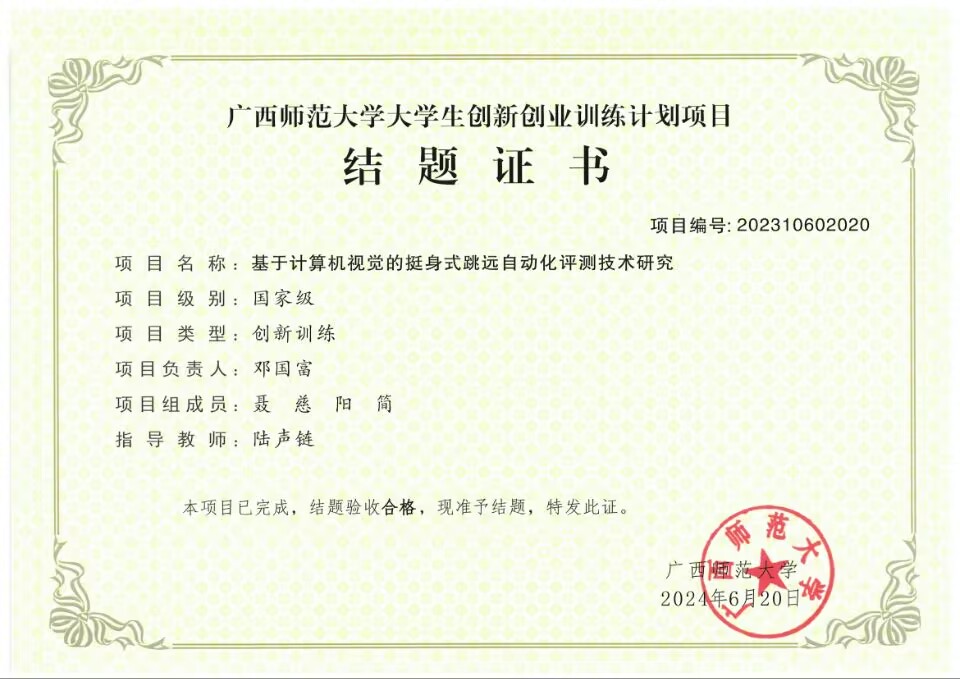 广西师范大学大学生创新创业训练计划项目
结题证书
项目编号: 202310602020
项目名称：基于计算机视觉的挺身式跳远自动化评测技术研究
项目级别：国家级
项目类型：创新训练
项目负责人：邓国富
项目组成员：聂 慈 阳 简
指导教师：陆声链
本项目已完成，结题验收合格，现准予结题，特发此证。
广西师范大学
2024年6月20日
广西师范大学